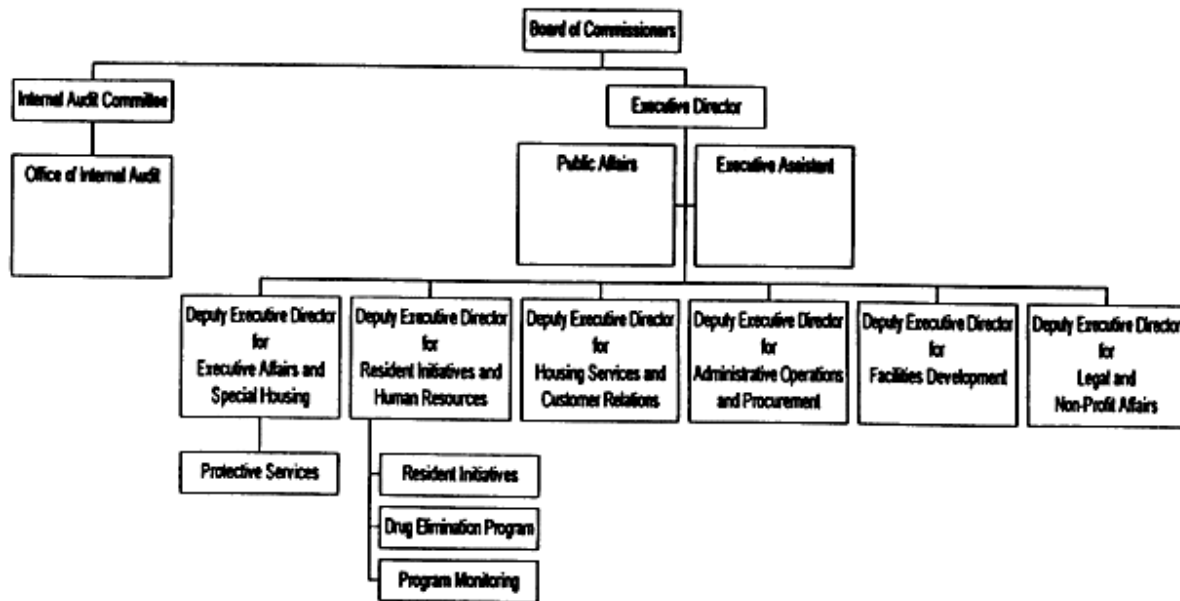 Board of Commissioners
Internal Audit Committee
Executive Director
Office of Internal Audit
Public Affairs
Executive Assistant
Deputy Executive Director
for
Executive Affairs and
Special Housing
Deputy Executive Director
for
Resident Initiatives and
Human Resources
Deputy Executive Director
for
Housing Services and
Customer Relations
Deputy Executive Director
for
Administrative Operations
and Procurement
Deputy Executive Director
for
Facilities Development
Deputy Executive Director
for
Legal and
Non-Profit Affairs
Protective Services
Resident Initiatives
Drug Elimination Program
Program Monitoring